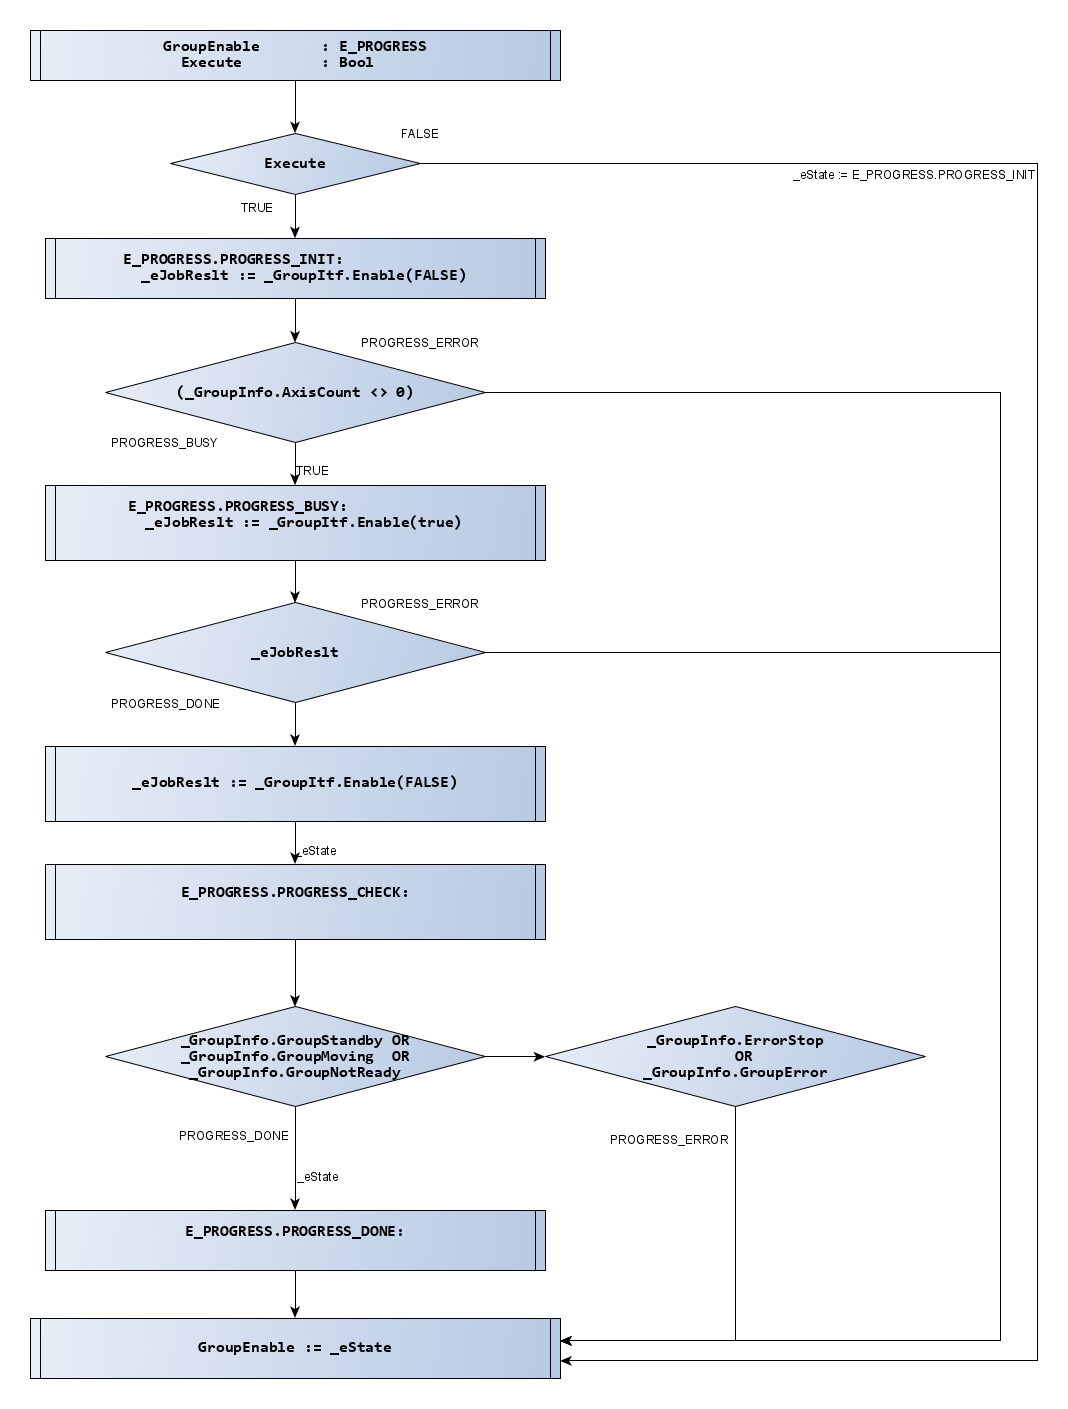 GroupEnable : E_PROGRESS
Execute : Bool
FALSE
Execute
_eState := E_PROGRESS.PROGRESS_INIT
TRUE
E_PROGRESS.PROGRESS_INIT:
_eJobReslt := _GroupItf.Enable(FALSE)
PROGRESS_ERROR
(_GroupInfo.AxisCount <> 0)
PROGRESS_BUSY
TRUE
E_PROGRESS.PROGRESS_BUSY:
_eJobReslt := _GroupItf.Enable(true)
PROGRESS_ERROR
_eJobReslt
PROGRESS_DONE
_eJobReslt := _GroupItf.Enable(FALSE)
_eState
E_PROGRESS.PROGRESS_CHECK:
_GroupInfo.GroupStandby OR
_GroupInfo.GroupMoving OR
_GroupInfo.GroupNotReady
_GroupInfo.ErrorStop
OR
_GroupInfo.GroupError
PROGRESS_DONE
PROGRESS_ERROR
_eState
E_PROGRESS.PROGRESS_DONE:
GroupEnable := _eState